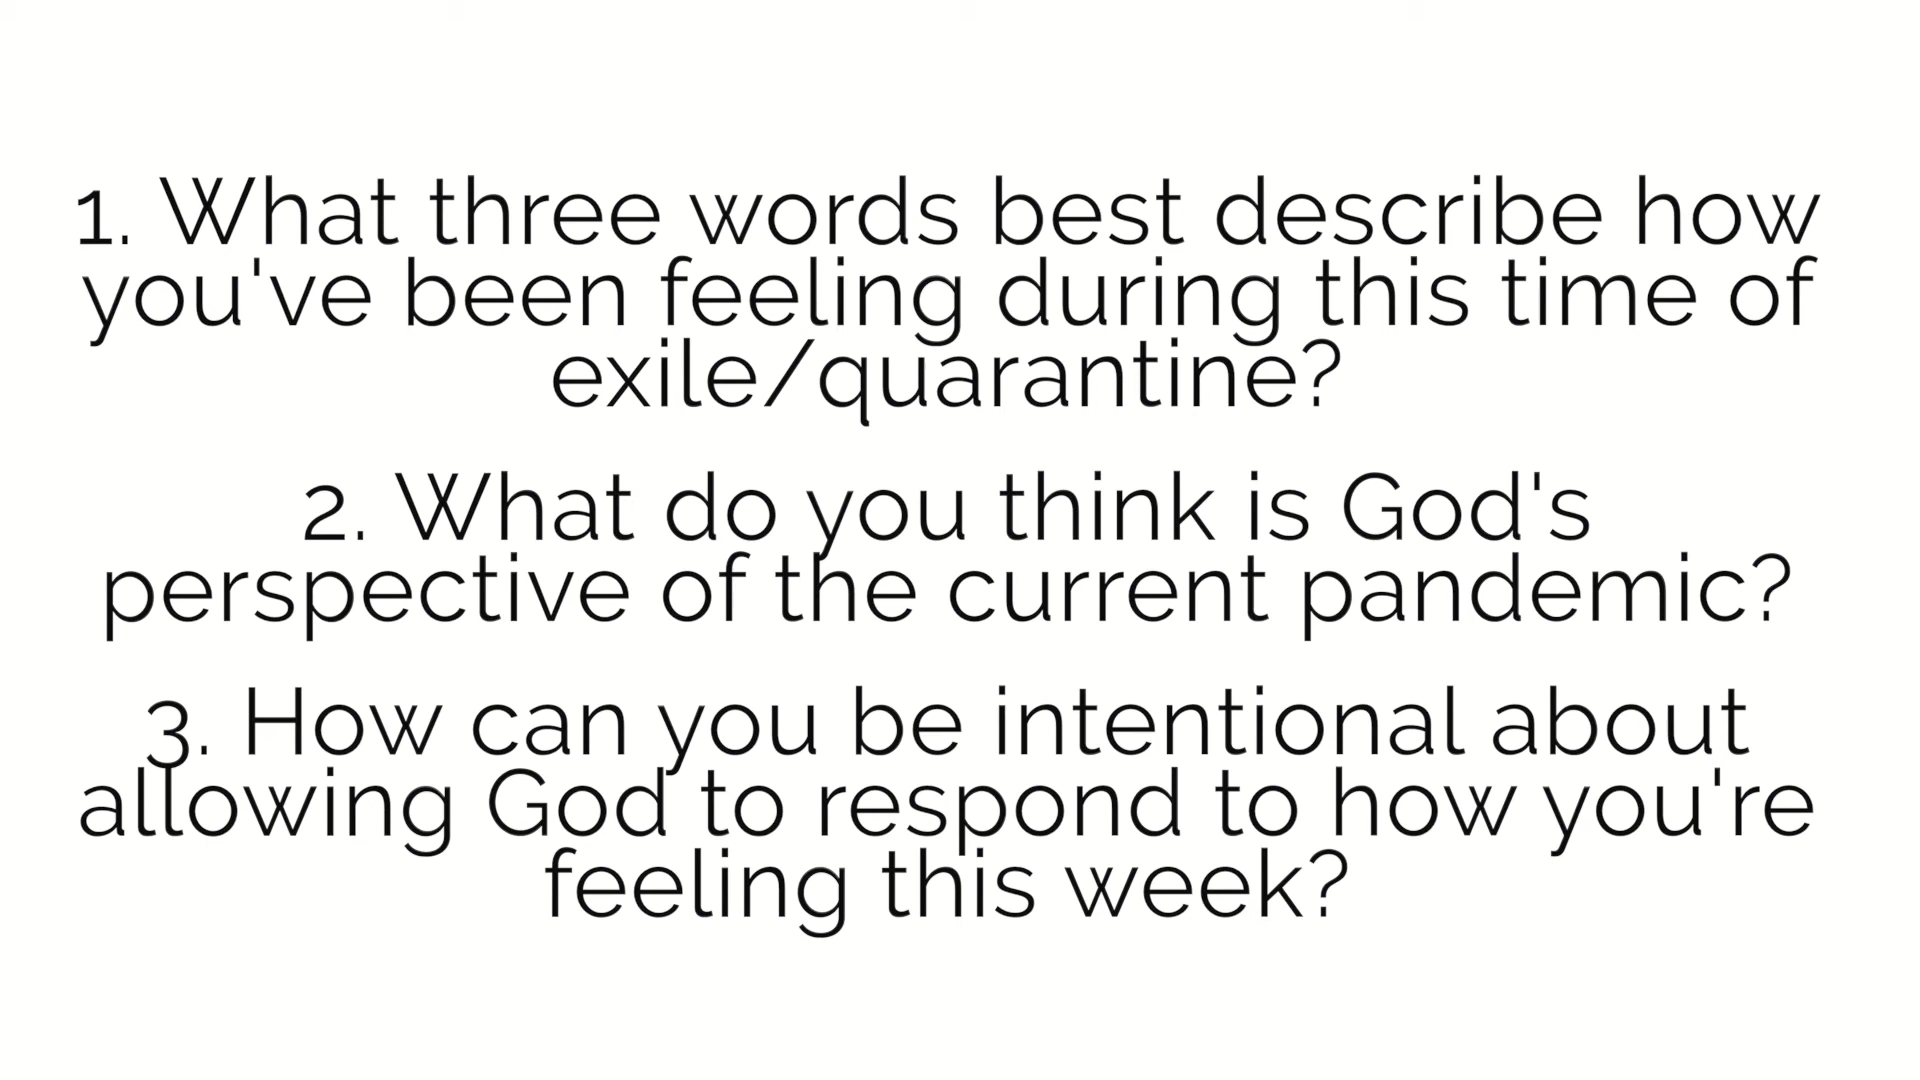 1. What three words best describe how
you've been feeling during this time of
exile/quarantine?
2. What do you think is God's
perspective of the current pandemic?
3. How can you be intentional about
allowing God to respond to how you're
feeling this week?